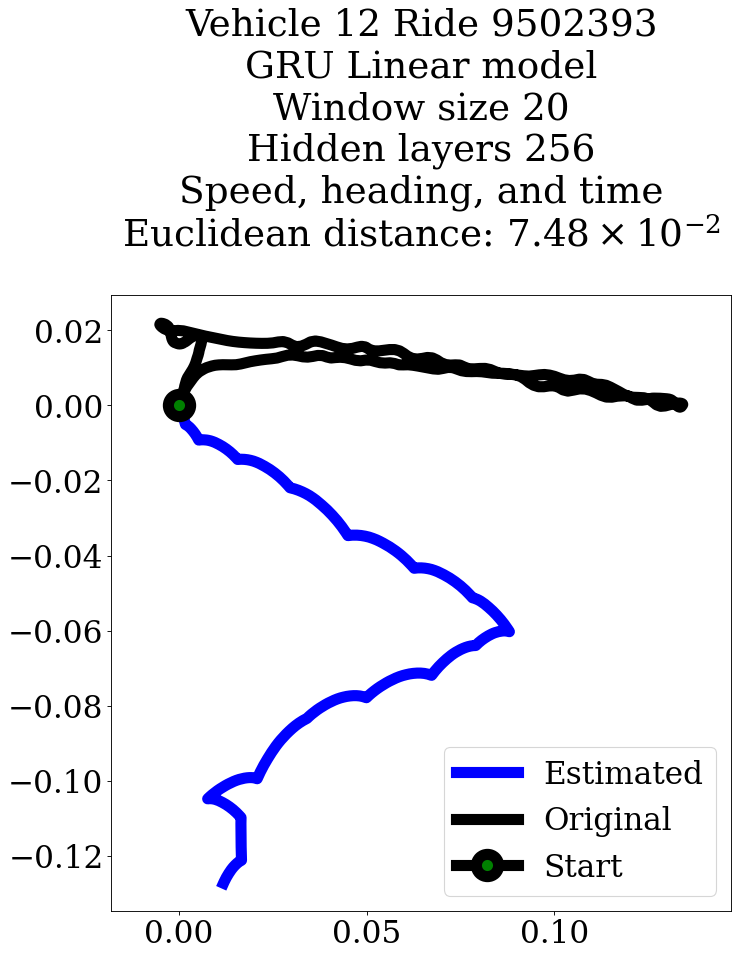 Vehicle 12 Ride 9502393
GRU Linear model
Window size 20
Hidden layers 256
Speed, heading, and time
Euclidean distance: 7.48 × 10⁻²
0.02
0.00
−0.02
−0.04
−0.06
−0.08
−0.10
−0.12
Estimated
Original
Start
0.00 0.05 0.10